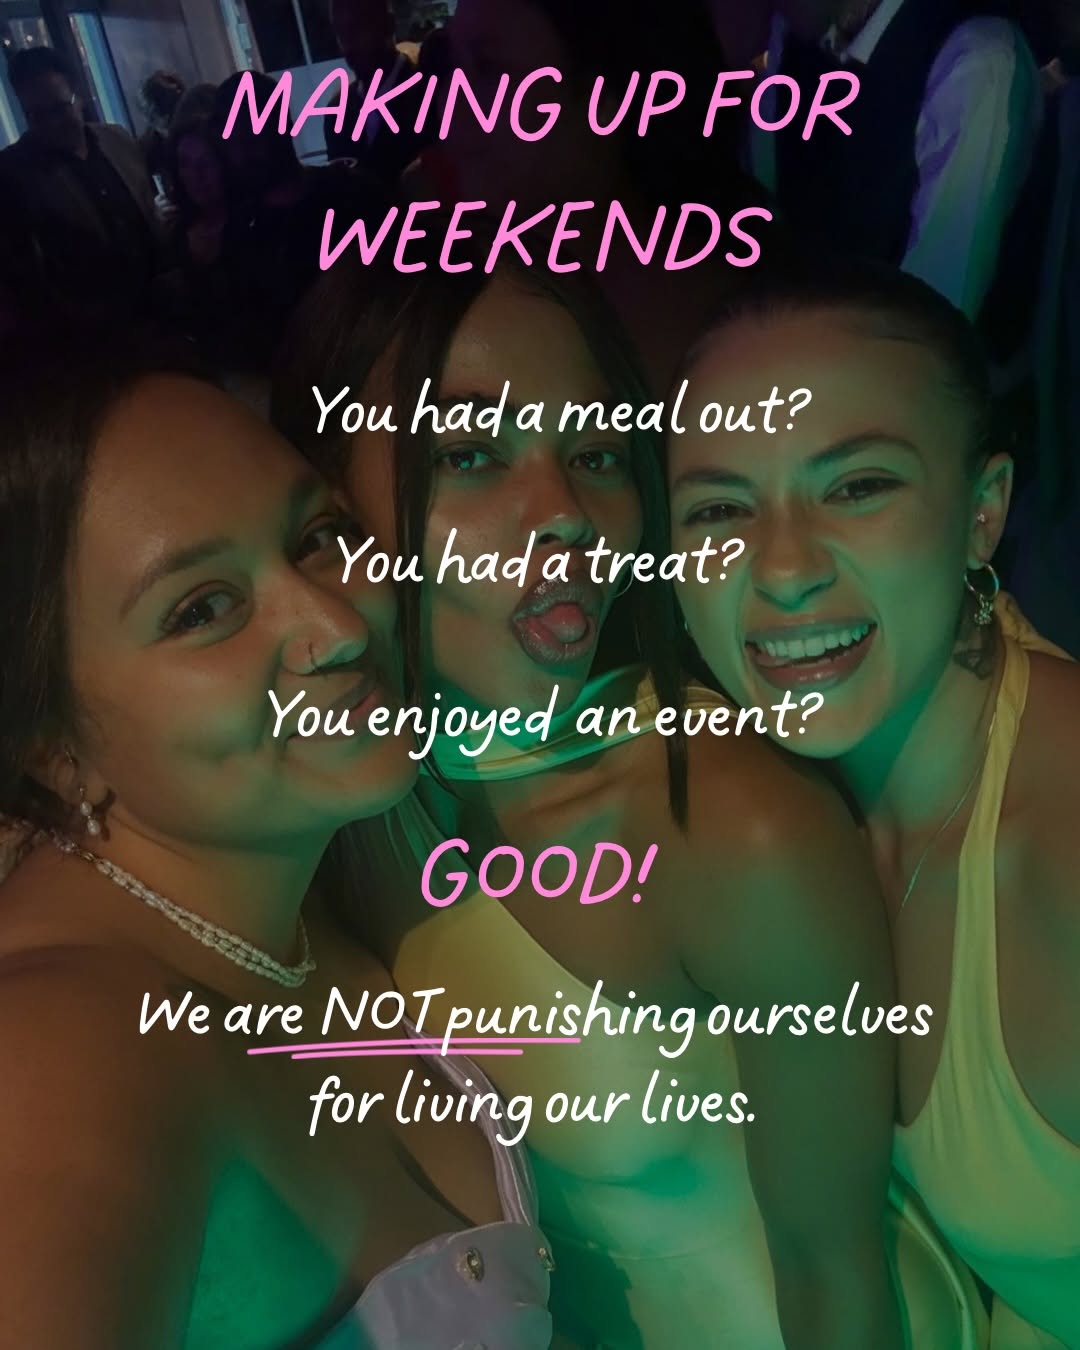 MAKING UP FOR
WEEKENDS
You had a meal out?
You had a treat?
You enjoyed an event?
GOOD!
We are NOT punishing ourselves
for living our lives.